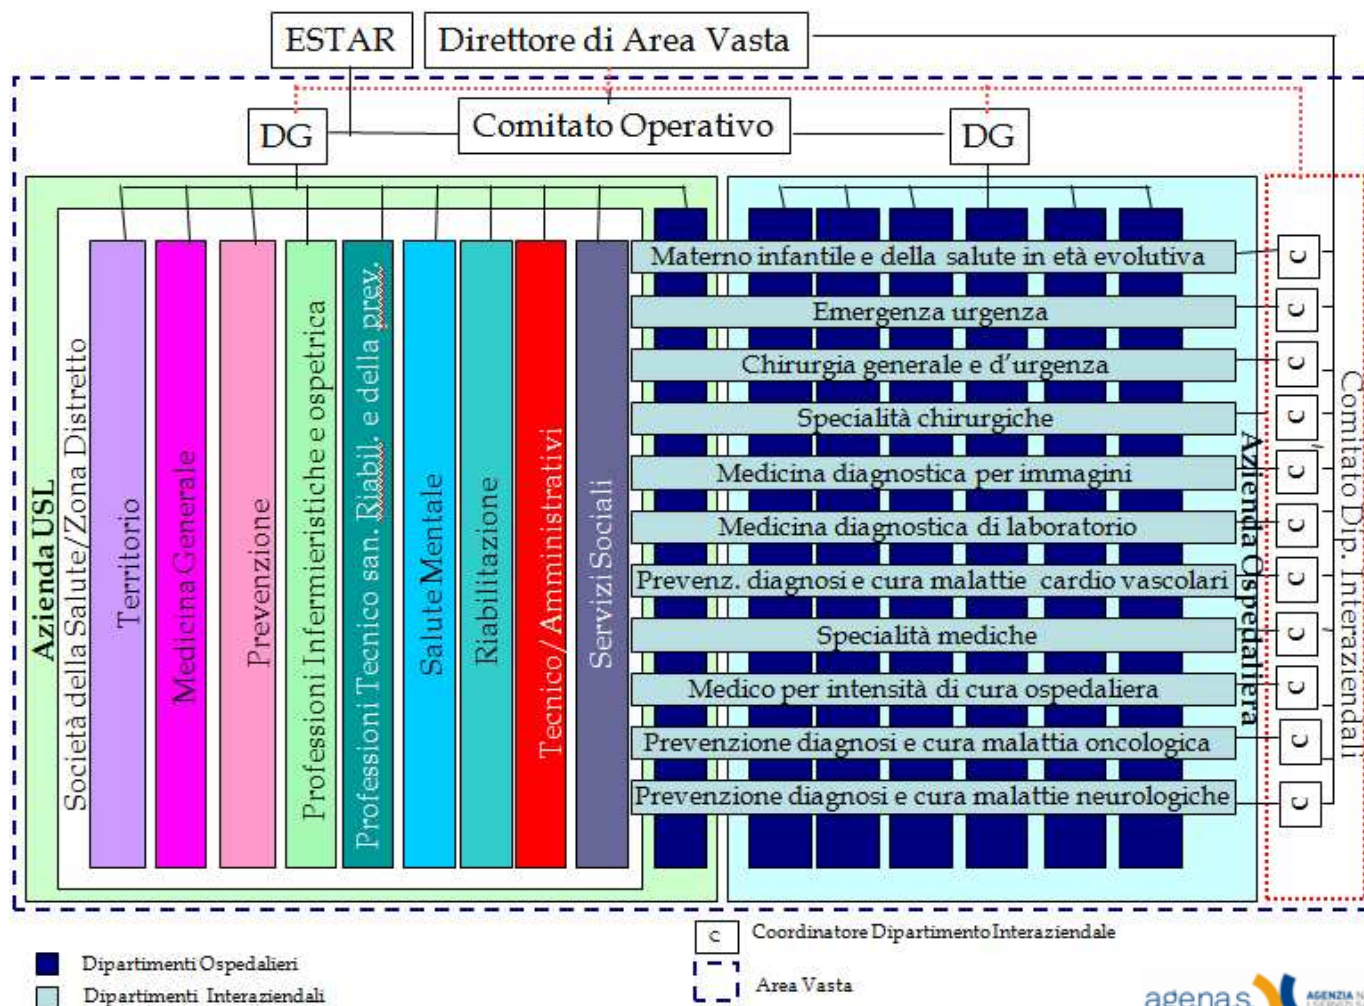 ESTAR
Direttore di Area Vasta
DG
Comitato Operativo
DG
Azienda USL
Società della Salute/Zona Distretto
Territorio
Medicina Generale
Prevenzione
Professioni Infermieristiche e ospetrica
Professioni Tecnico san. Riabil. e della prev.
Salute Mentale
Riabilitazione
Tecnico/Amministrativi
Servizi Sociali
Materno infantile e della salute in età evolutiva
Emergenza urgenza
Chirurgia generale e d'urgenza
Specialità chirurgiche
Medicina diagnostica per immagini
Medicina diagnostica di laboratorio
Prevenz. diagnosi e cura malattie cardio vascolari
Specialità mediche
Medico per intensità di cura ospedaliera
Prevenzione diagnosi e cura malattia oncologica
Prevenzione diagnosi e cura malattie neurologiche
Azienda Ospedaliera
C
C
C
C
C
C
C
C
C
C
C
Comitato Dip. Interaziendali
Dipartimenti Ospedalieri
Dipartimenti Interaziendali
C Coordinatore Dipartimento Interaziendale
Area Vasta
agenas